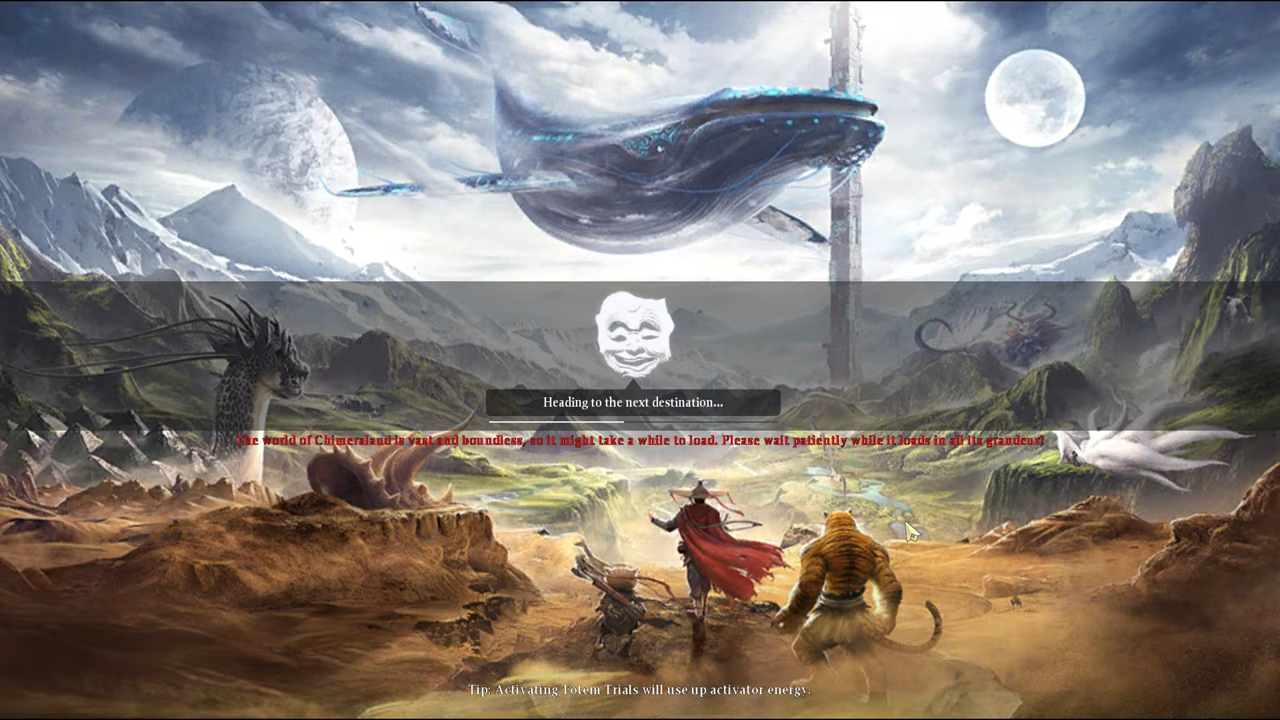 Heading to the next destination...
The world of Chimeraland is vast and boundless, so it might take a while to load. Please wait patiently while it loads in all its grandeur!
Tip: Activating Totem Trials will use up activator energy.